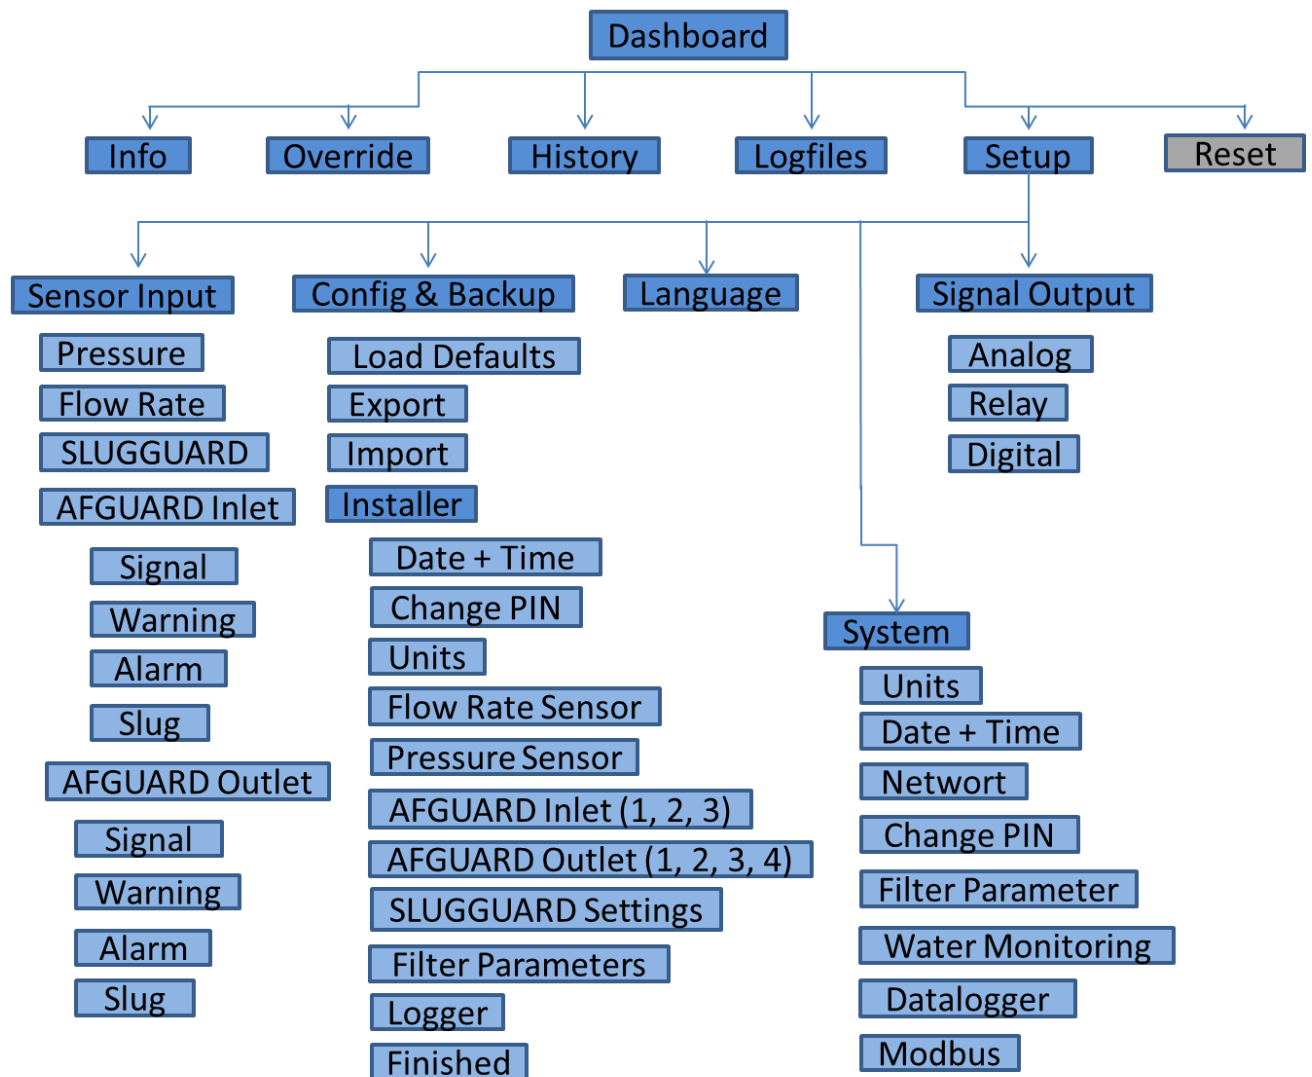 Dashboard
Info
Override
History
Logfiles
Setup
Reset
Sensor Input
Pressure
Flow Rate
SLUGGUARD
AFGUARD Inlet
Signal
Warning
Alarm
Slug
AFGUARD Outlet
Signal
Warning
Alarm
Slug
Config & Backup
Load Defaults
Export
Import
Installer
Date + Time
Change PIN
Units
Flow Rate Sensor
Pressure Sensor
AFGUARD Inlet (1, 2, 3)
AFGUARD Outlet (1, 2, 3, 4)
SLUGGUARD Settings
Filter Parameters
Logger
Finished
Language
System
Units
Date + Time
Networt
Change PIN
Filter Parameter
Water Monitoring
Datalogger
Modbus
Signal Output
Analog
Relay
Digital